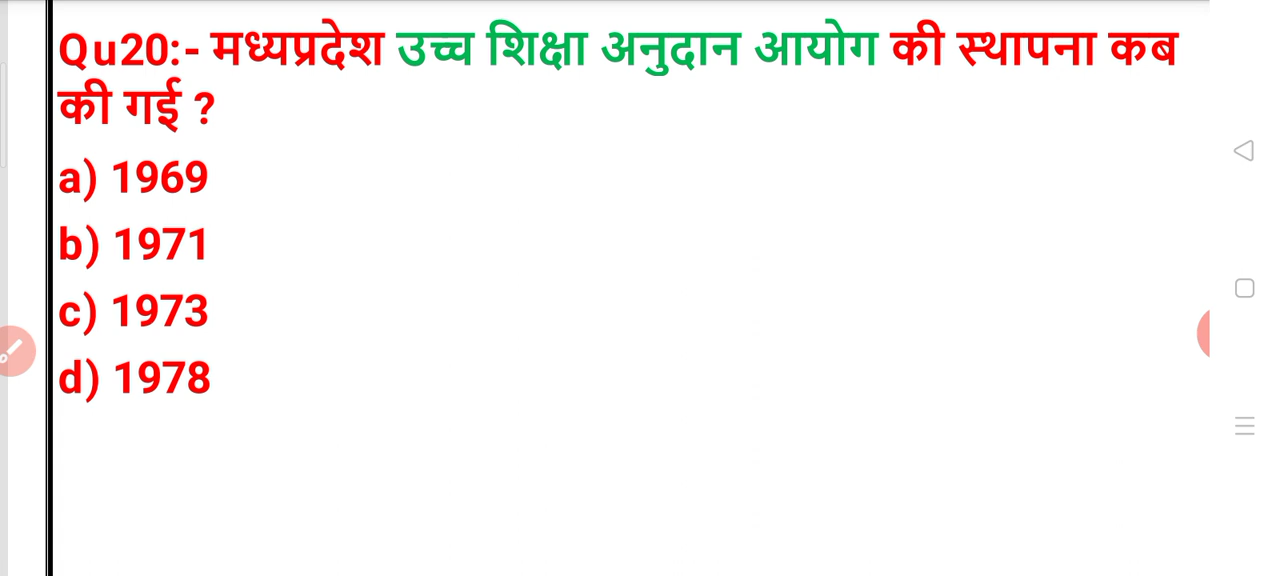 Qu20:- मध्यप्रदेश उच्च शिक्षा अनुदान आयोग की स्थापना कब
की गई ?
a) 1969
b) 1971
c) 1973
d) 1978